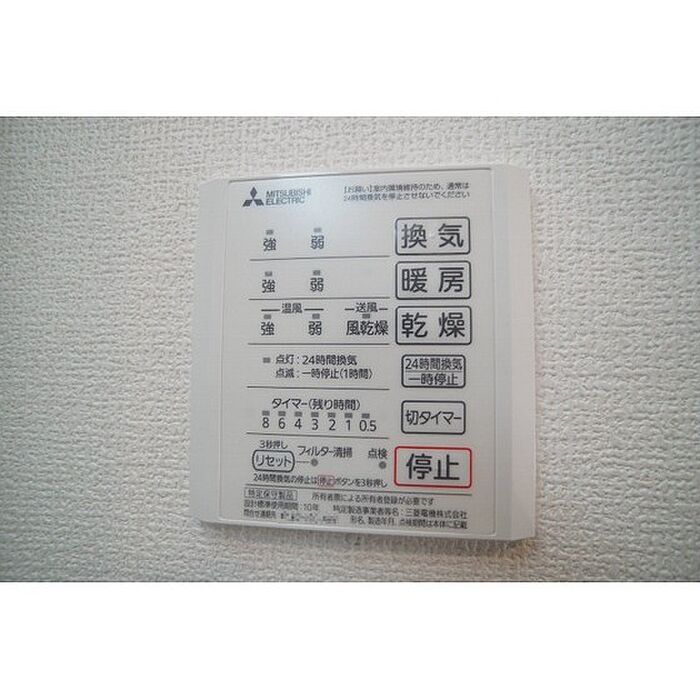 MITSUBISHI
ELECTRIC
【お願い】室内環境維持のため、通常は
24時間換気を停止させないでください
強 弱 換気
強 弱 暖房
温風 送風
強 弱 風乾燥 乾燥
点灯:24時間換気
点滅:一時停止(1時間)
24時間換気
一時停止
タイマー(残り時間)
8 6 4 3 2 1 0.5
切タイマー
3秒押し
リセット フィルター清掃 点検
停止
24時間換気の停止は停止ボタンを3秒押し
特定保守製品 所有者票による所有者登録が必要です
設計標準使用期間:10年 特定製造事業者等名:三菱電機株式会社
問合せ連絡先 形名、製造年月、点検期間は本体に記載